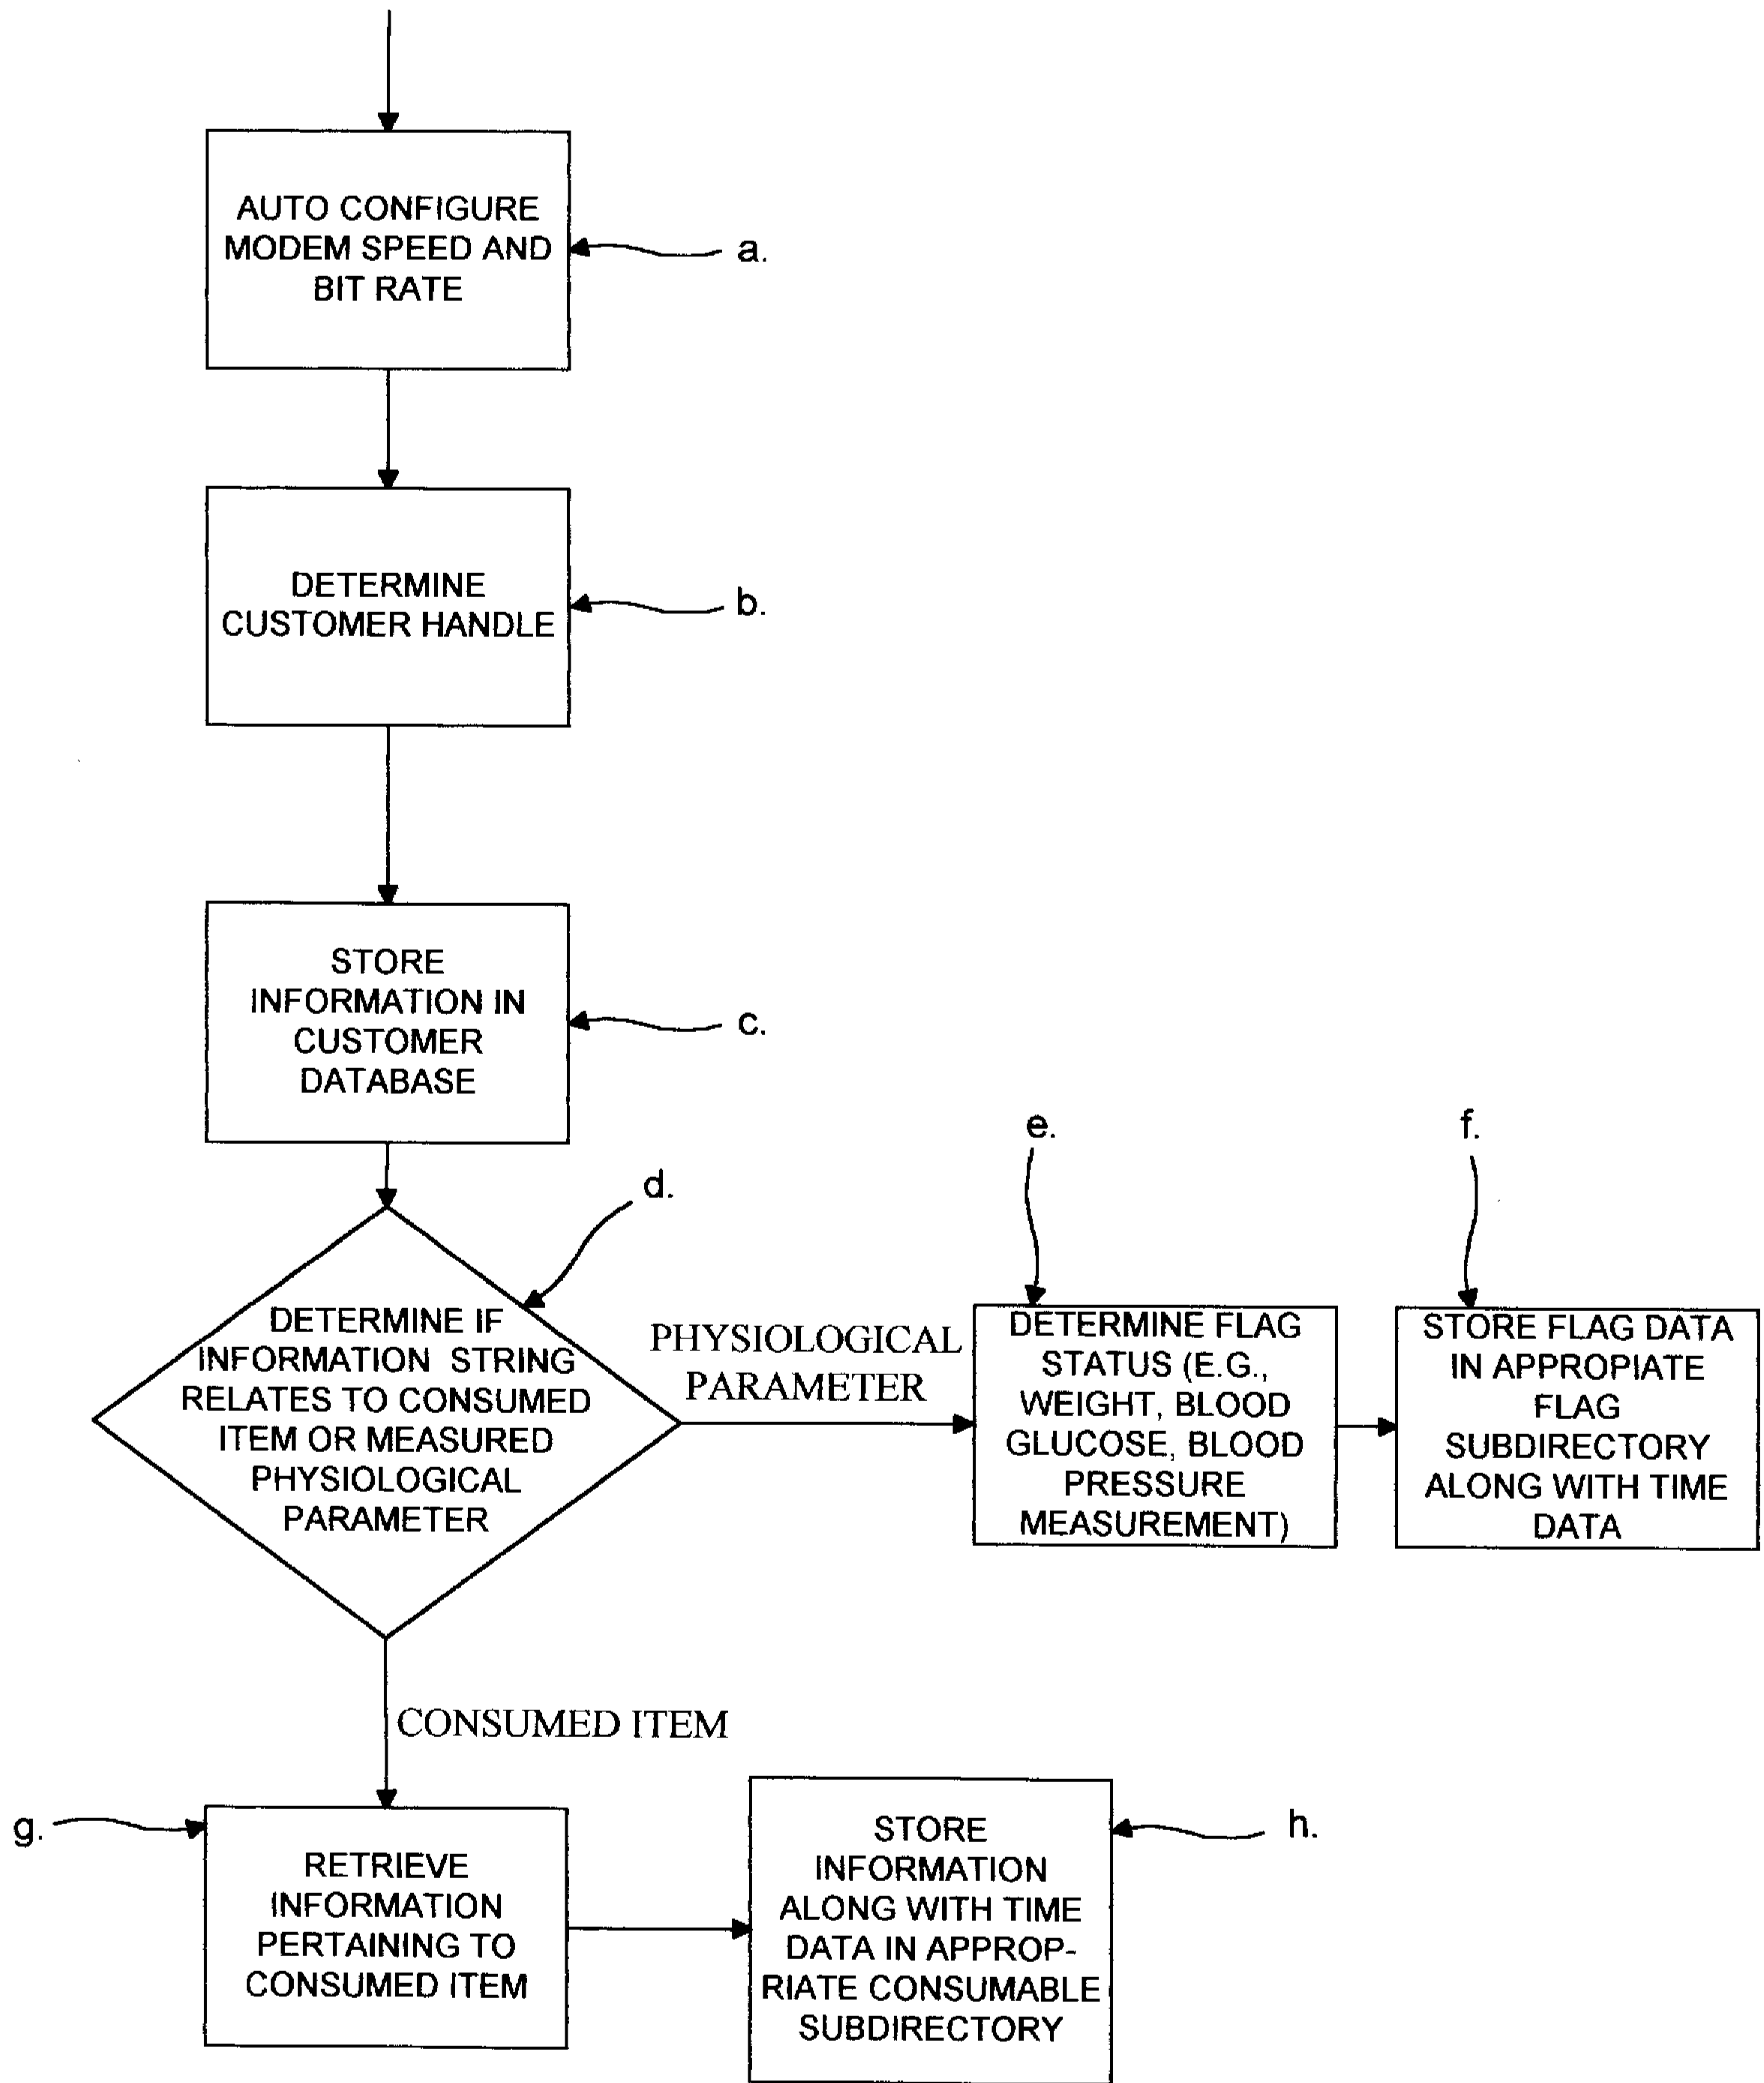 AUTO CONFIGURE
MODEM SPEED AND
BIT RATE
a.
DETERMINE
CUSTOMER HANDLE
b.
STORE
INFORMATION IN
CUSTOMER
DATABASE
c.
d.
DETERMINE IF
INFORMATION STRING
RELATES TO CONSUMED
ITEM OR MEASURED
PHYSIOLOGICAL
PARAMETER
PHYSIOLOGICAL
PARAMETER
e.
DETERMINE FLAG
STATUS (E.G.,
WEIGHT, BLOOD
GLUCOSE, BLOOD
PRESSURE
MEASUREMENT)
f.
STORE FLAG DATA
IN APPROPIATE
FLAG
SUBDIRECTORY
ALONG WITH TIME
DATA
CONSUMED ITEM
g.
RETRIEVE
INFORMATION
PERTAINING TO
CONSUMED ITEM
STORE
INFORMATION
ALONG WITH TIME
DATA IN APPROP-
RIATE CONSUMABLE
SUBDIRECTORY
h.